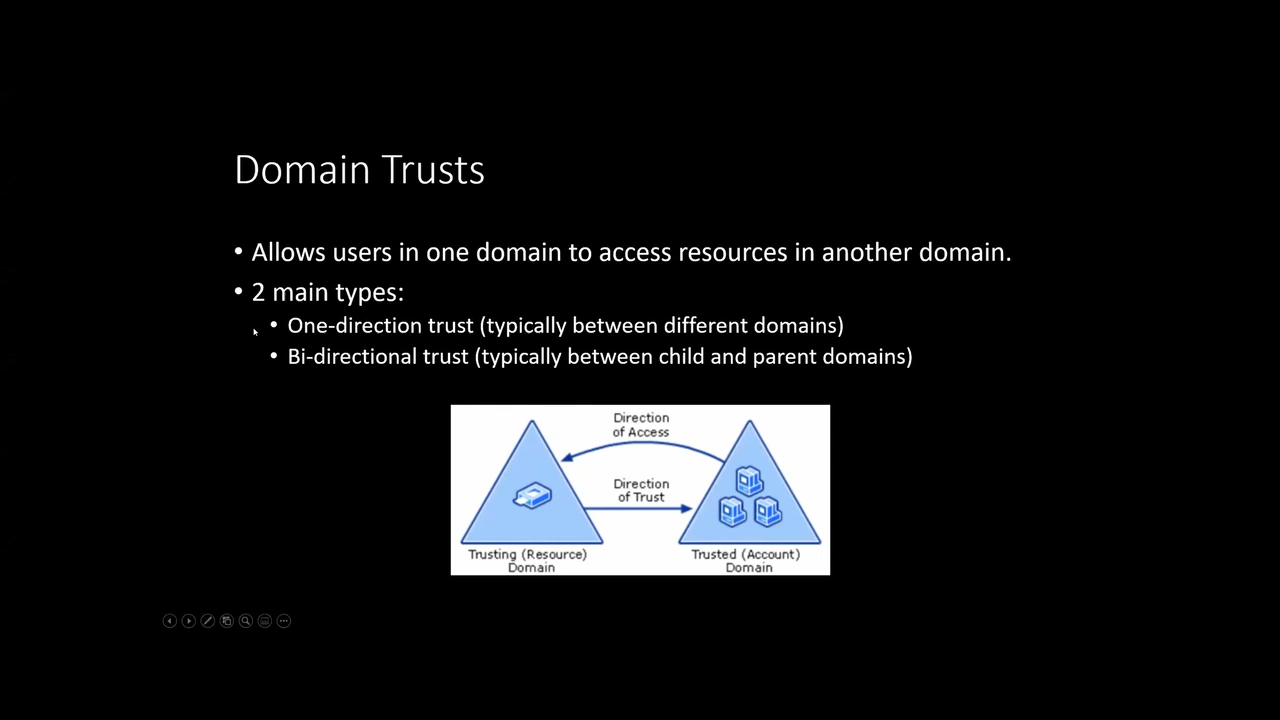 Domain Trusts
• Allows users in one domain to access resources in another domain.
• 2 main types:
• One-direction trust (typically between different domains)
• Bi-directional trust (typically between child and parent domains)
Direction
of Access
Direction
of Trust
Trusting (Resource)
Domain
Trusted (Account)
Domain